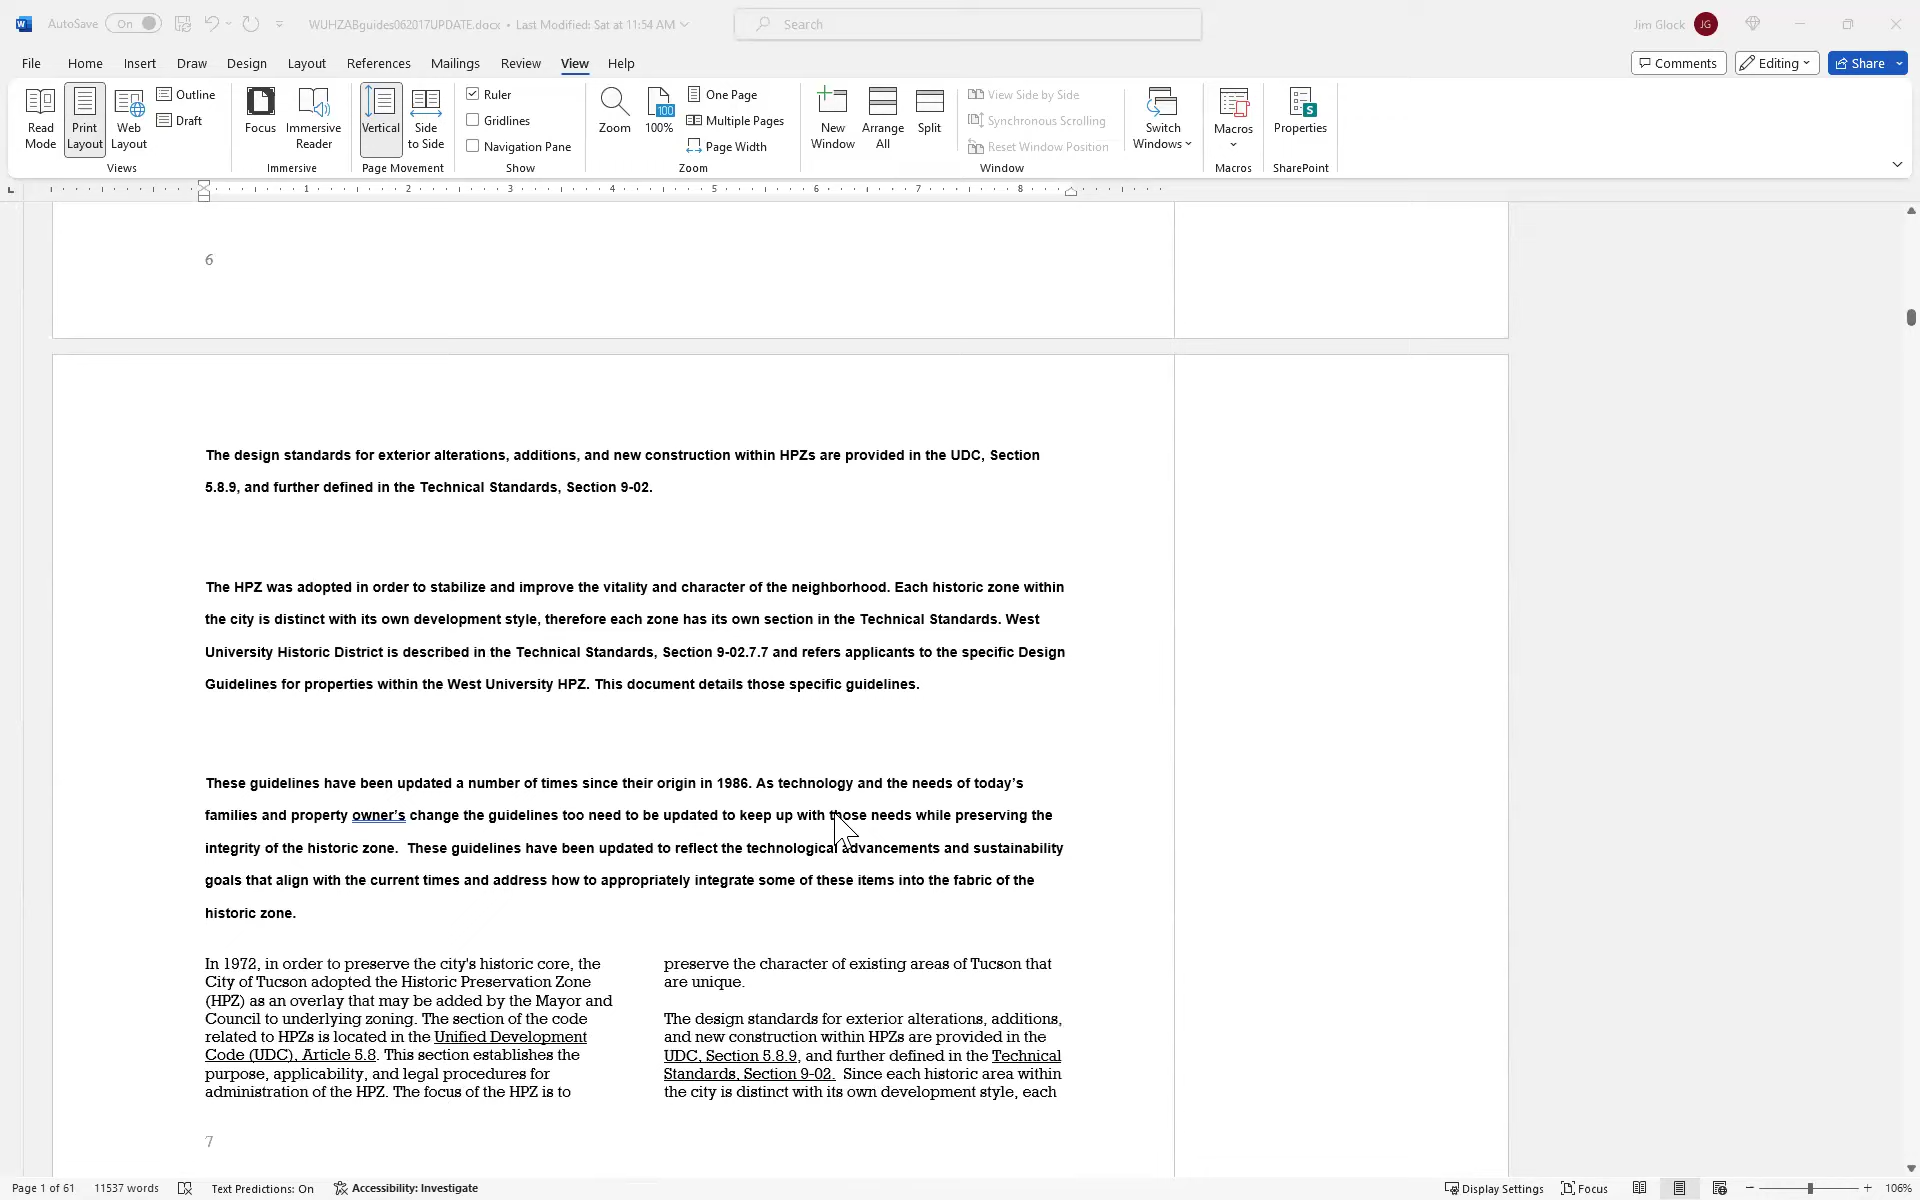 AutoSave On
WUHZABguides062017UPDATE.docx • Last Modified: Sat at 11:54 AM
Search
Jim Glock JG
File Home Insert Draw Design Layout References Mailings Review View Help
Comments Editing Share
Read Mode
Print Layout
Web Layout
Outline
Draft
Views
Focus
Immersive Reader
Immersive
Vertical
Side to Side
Page Movement
Ruler
Gridlines
Navigation Pane
Show
Zoom
100
100%
One Page
Multiple Pages
Page Width
Zoom
New Window
Arrange All
Split
View Side by Side
Synchronous Scrolling
Reset Window Position
Window
Switch Windows
Macros
Macros
S
Properties
SharePoint
1 2 3 4 5 6 7 8
6
The design standards for exterior alterations, additions, and new construction within HPZs are provided in the UDC, Section
5.8.9, and further defined in the Technical Standards, Section 9-02.
The HPZ was adopted in order to stabilize and improve the vitality and character of the neighborhood. Each historic zone within
the city is distinct with its own development style, therefore each zone has its own section in the Technical Standards. West
University Historic District is described in the Technical Standards, Section 9-02.7.7 and refers applicants to the specific Design
Guidelines for properties within the West University HPZ. This document details those specific guidelines.
These guidelines have been updated a number of times since their origin in 1986. As technology and the needs of today’s
families and property owner’s change the guidelines too need to be updated to keep up with those needs while preserving the
integrity of the historic zone.  These guidelines have been updated to reflect the technological advancements and sustainability
goals that align with the current times and address how to appropriately integrate some of these items into the fabric of the
historic zone.
In 1972, in order to preserve the city's historic core, the
City of Tucson adopted the Historic Preservation Zone
(HPZ) as an overlay that may be added by the Mayor and
Council to underlying zoning. The section of the code
related to HPZs is located in the Unified Development
Code (UDC), Article 5.8. This section establishes the
purpose, applicability, and legal procedures for
administration of the HPZ. The focus of the HPZ is to
preserve the character of existing areas of Tucson that
are unique.
The design standards for exterior alterations, additions,
and new construction within HPZs are provided in the
UDC, Section 5.8.9, and further defined in the Technical
Standards, Section 9-02.  Since each historic area within
the city is distinct with its own development style, each
7
Page 1 of 61 11537 words Text Predictions: On Accessibility: Investigate
Display Settings Focus 106%